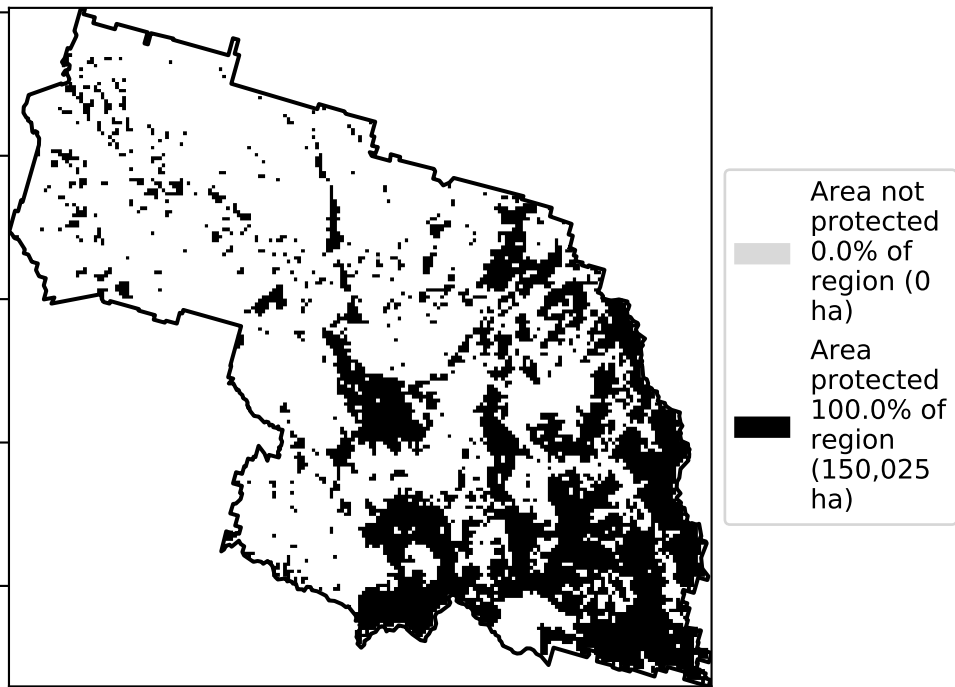 Area not
protected
0.0% of
region (0
ha)
Area
protected
100.0% of
region
(150,025
ha)